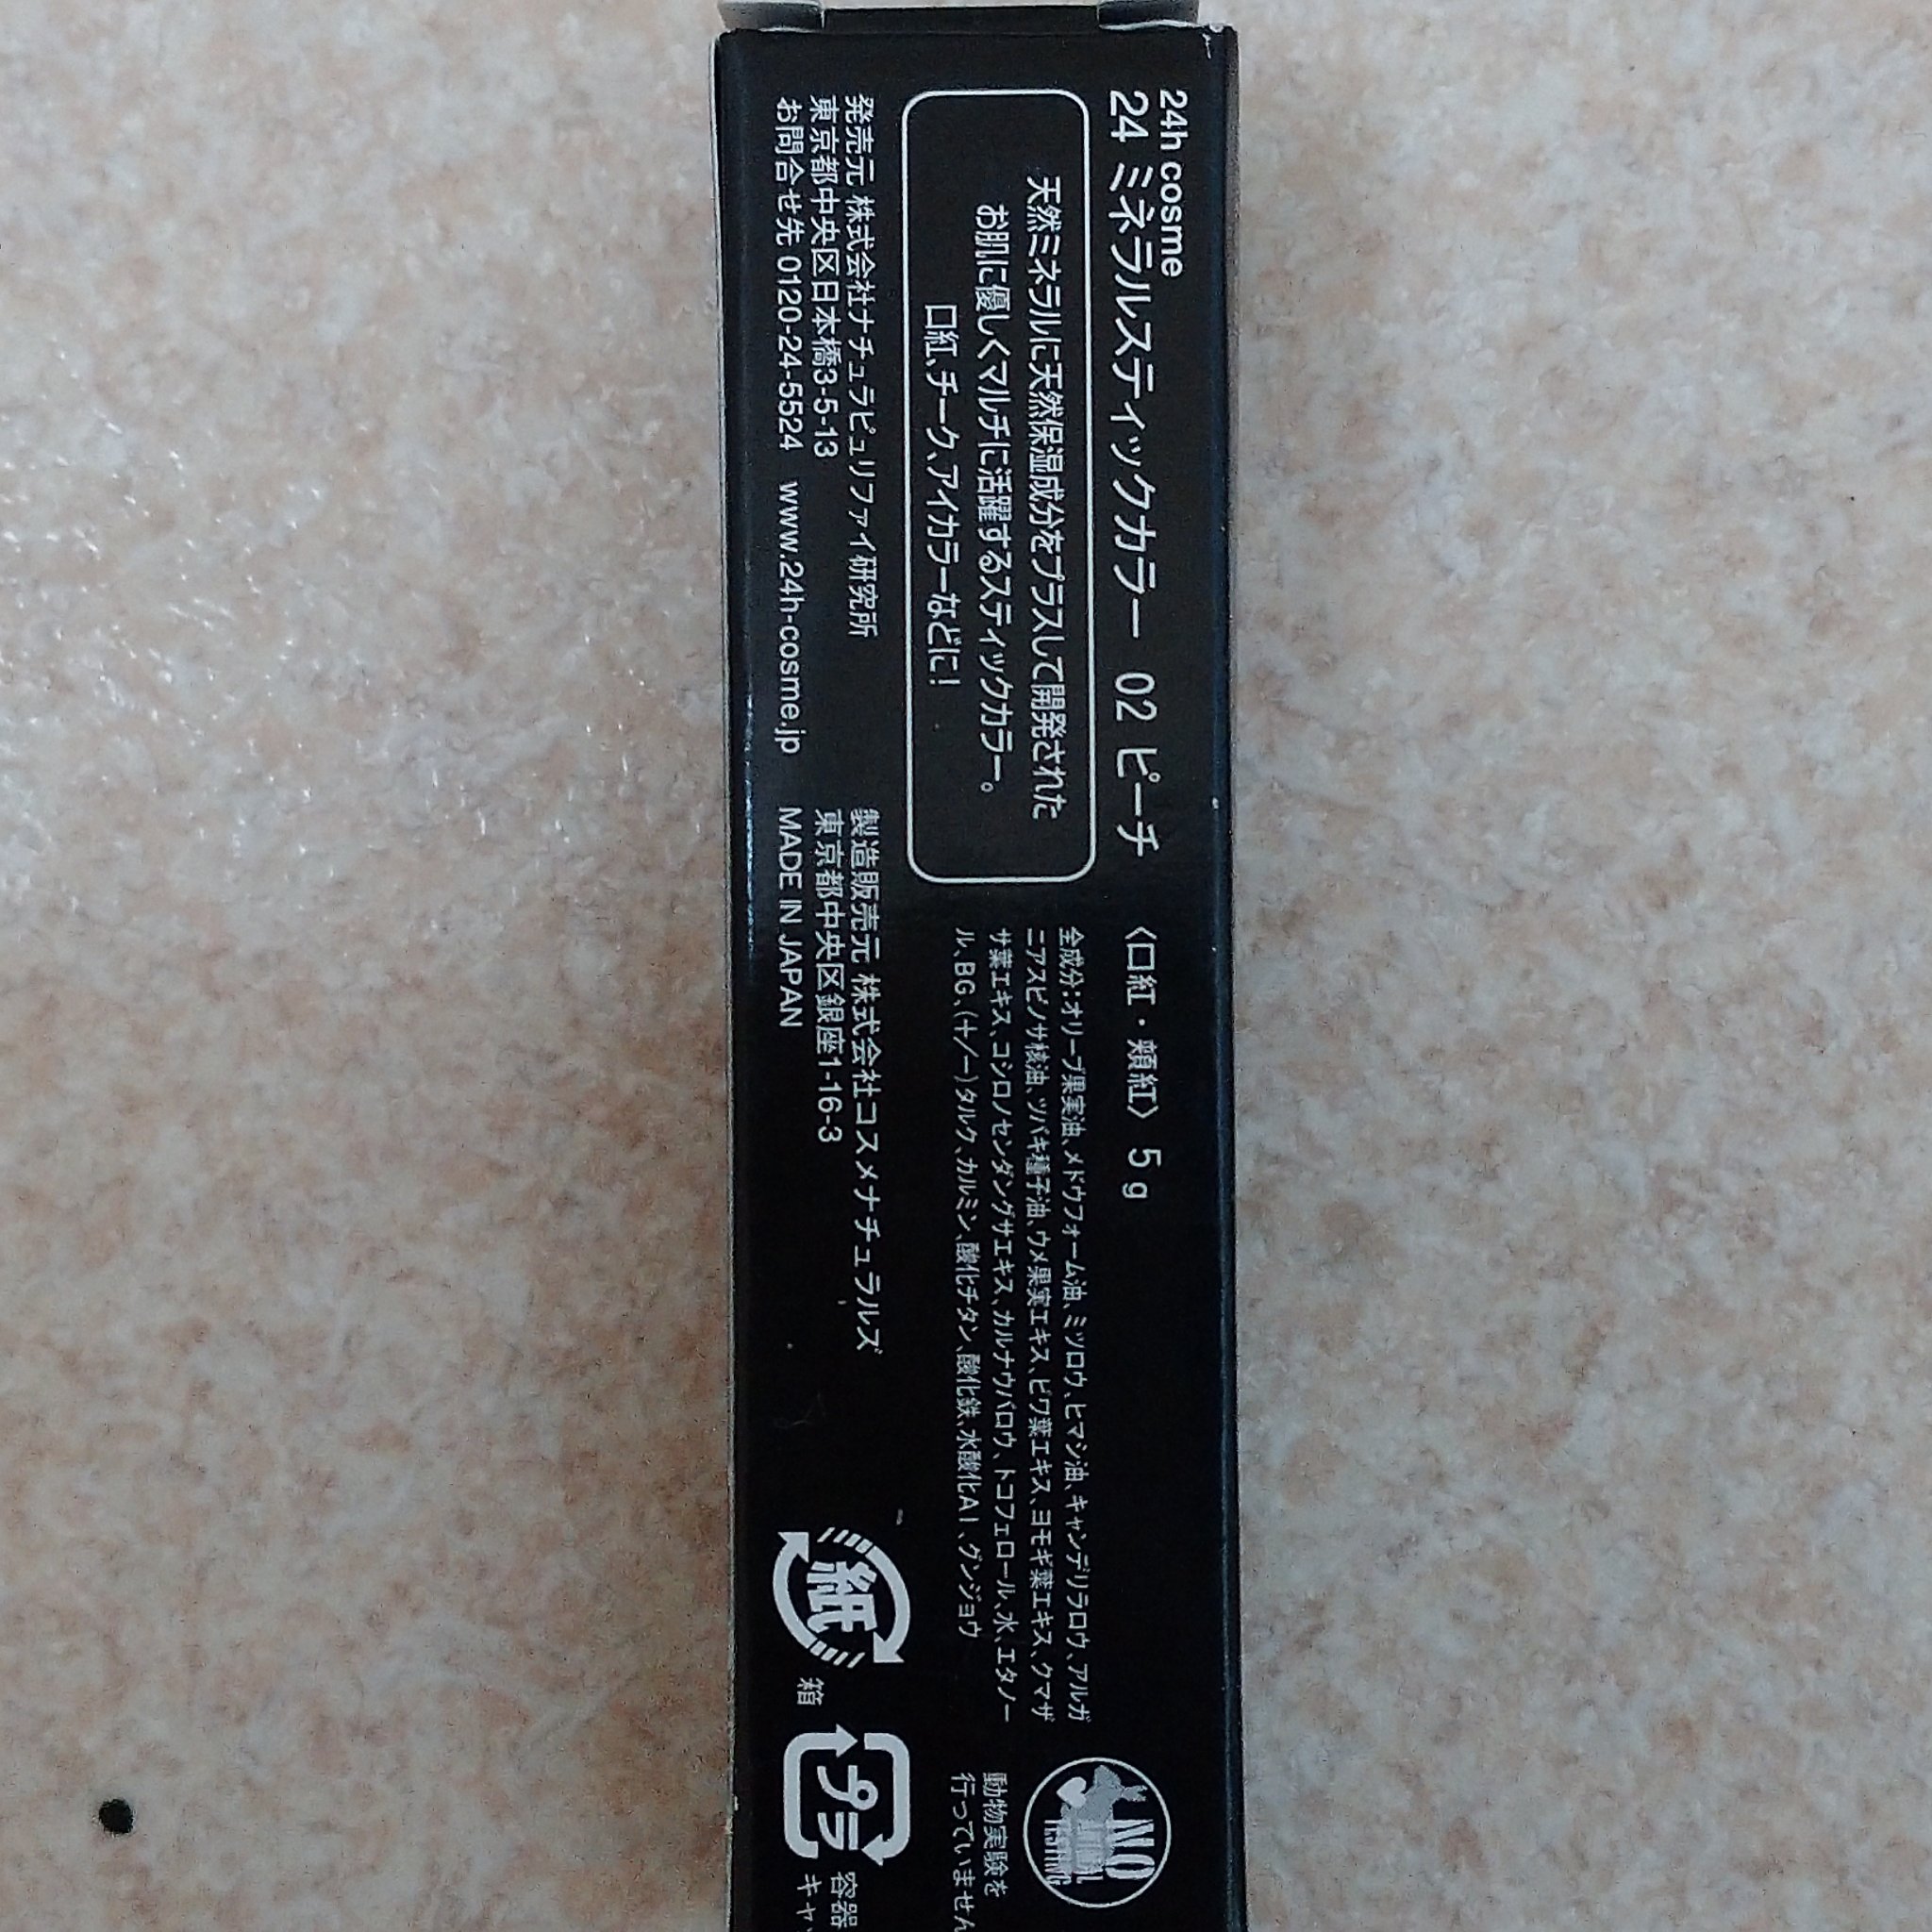 24h cosme
24 ミネラルスティックカラー 02 ピーチ 〈口紅・頬紅〉 5g
天然ミネラルに天然保湿成分をプラスして開発された
お肌に優しくマルチに活躍するスティックカラー。
口紅、チーク、アイカラーなどに!
全成分:オリーブ果実油、メドウフォーム油、ミツロウ、ヒマシ油、キャンデリラロウ、アルガ
ニアスピノサ核油、ツバキ種子油、ウメ果実エキス、ビワ葉エキス、ヨモギ葉エキス、クマザ
サ葉エキス、コシロノセンダングサエキス、カルナウバロウ、トコフェロール、水、エタノー
ル、BG、(+/-)タルク、カルミン、酸化チタン、酸化鉄、水酸化Al、グンジョウ
発売元 株式会社ナチュラピュリファイ研究所
東京都中央区日本橋3-5-13
お問合せ先 0120-24-5524 www.24h-cosme.jp
製造販売元 株式会社コスメナチュラルズ
東京都中央区銀座1-16-3
MADE IN JAPAN
紙
箱
プラ
容器
キャッ
NO
TESTING
動物実験を
行っていません